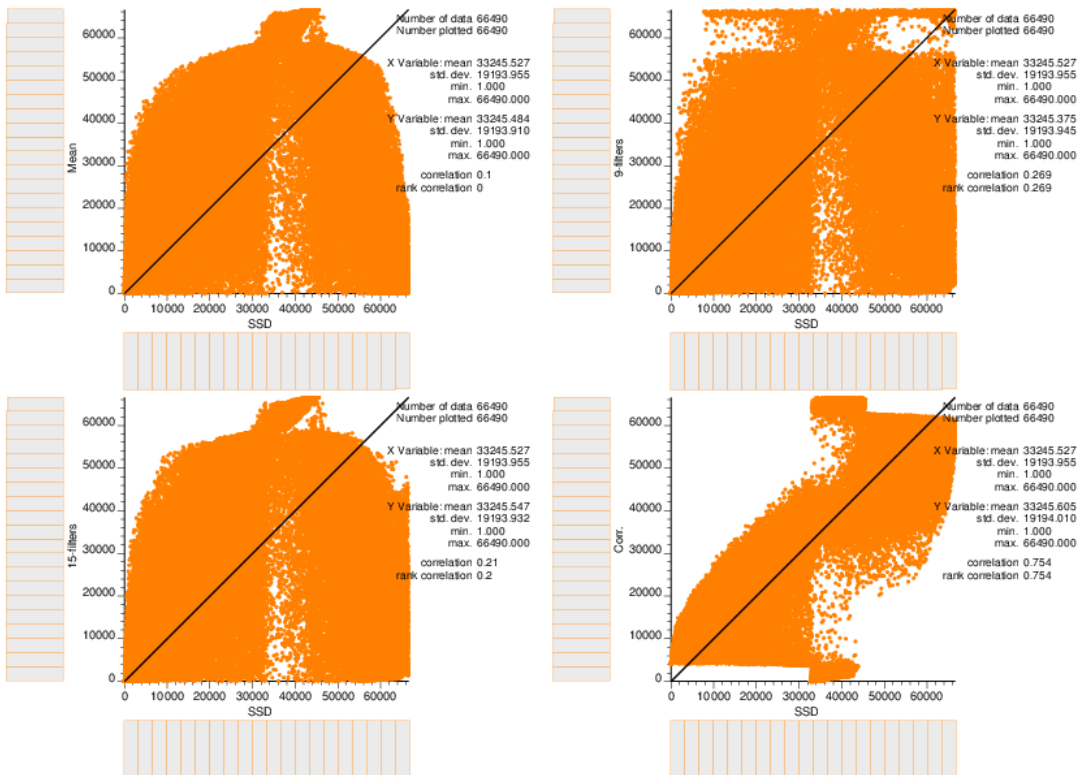 Number of data 66490
Number plotted 66490
X Variable: mean 33245.527
std. dev. 19193.955
min. 1.000
max. 66490.000
Y Variable: mean 33245.484
std. dev. 19193.910
min. 1.000
max. 66490.000
correlation 0.1
rank correlation 0
Mean
60000
50000
40000
30000
20000
10000
0
0 10000 20000 30000 40000 50000 60000
SSD
Number of data 66490
Number plotted 66490
X Variable: mean 33245.527
std. dev. 19193.955
min. 1.000
max. 66490.000
Y Variable: mean 33245.375
std. dev. 19193.945
min. 1.000
max. 66490.000
correlation 0.269
rank correlation 0.269
9-filters
60000
50000
40000
30000
20000
10000
0
0 10000 20000 30000 40000 50000 60000
SSD
Number of data 66490
Number plotted 66490
X Variable: mean 33245.527
std. dev. 19193.955
min. 1.000
max. 66490.000
Y Variable: mean 33245.547
std. dev. 19193.932
min. 1.000
max. 66490.000
correlation 0.21
rank correlation 0.2
15-filters
60000
50000
40000
30000
20000
10000
0
0 10000 20000 30000 40000 50000 60000
SSD
Number of data 66490
Number plotted 66490
X Variable: mean 33245.527
std. dev. 19193.955
min. 1.000
max. 66490.000
Y Variable: mean 33245.605
std. dev. 19194.010
min. 1.000
max. 66490.000
correlation 0.754
rank correlation 0.754
Corr.
60000
50000
40000
30000
20000
10000
0
0 10000 20000 30000 40000 50000 60000
SSD